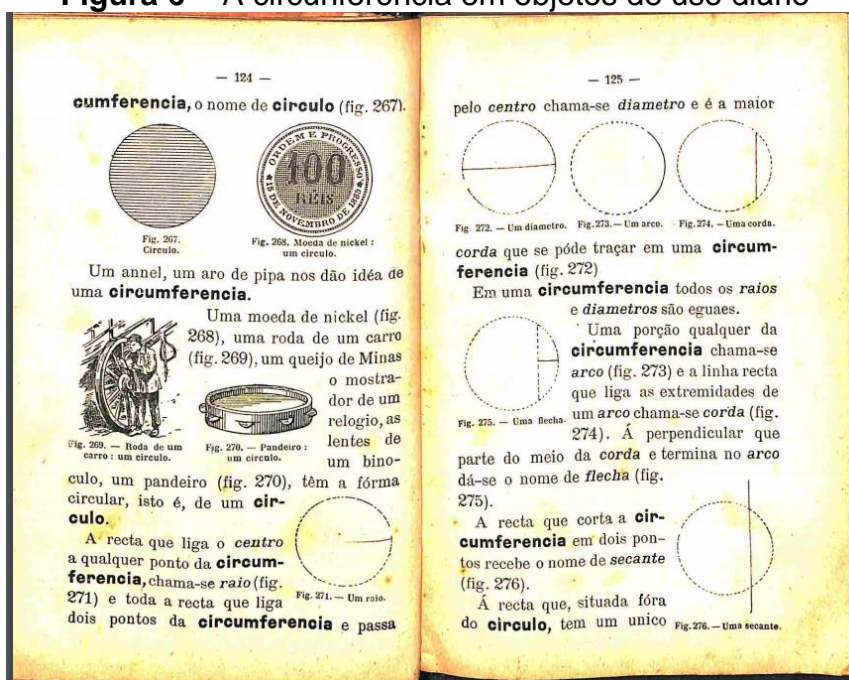 Figura 6 – A circunferência em objetos de uso diário
— 124 —
cumferencia, o nome de circulo (fig. 267).
ORDEM E PROGRESSO
100
RÉIS
15 DE NOVEMBRO DE 1889
Fig. 267.
Circulo.
Fig. 268. Moeda de nickel :
um circulo.
Um annel, um aro de pipa nos dão idéa de
uma circumferencia.
Uma moeda de nickel (fig.
268), uma roda de um carro
(fig. 269), um queijo de Minas
o mostra-
dor de um
relogio, as
lentes de
um bino-
Fig. 269. — Roda de um
carro : um circulo.
Fig. 270. — Pandeiro :
um circulo.
culo, um pandeiro (fig. 270), têm a fórma
circular, isto é, de um cir-
culo.
A recta que liga o centro
a qualquer ponto da circum-
ferencia, chama-se raio (fig.
271) e toda a recta que liga
Fig. 271. — Um raio.
dois pontos da circumferencia e passa
— 125 —
pelo centro chama-se diametro e é a maior
Fig. 272. — Um diametro.
Fig. 273. — Um arco.
Fig. 274. — Uma corda.
corda que se póde traçar em uma circum-
ferencia (fig. 272)
Em uma circumferencia todos os raios
e diametros são eguaes.
Uma porção qualquer da
circumferencia chama-se
arco (fig. 273) e a linha recta
que liga as extremidades de
um arco chama-se corda (fig.
Fig. 275. — Uma flecha.
274). Á perpendicular que
parte do meio da corda e termina no arco
dá-se o nome de flecha (fig.
275).
A recta que corta a cir-
cumferencia em dois pon-
tos recebe o nome de secante
(fig. 276).
Á recta que, situada fóra
do circulo, tem um unico
Fig. 276. — Uma secante.